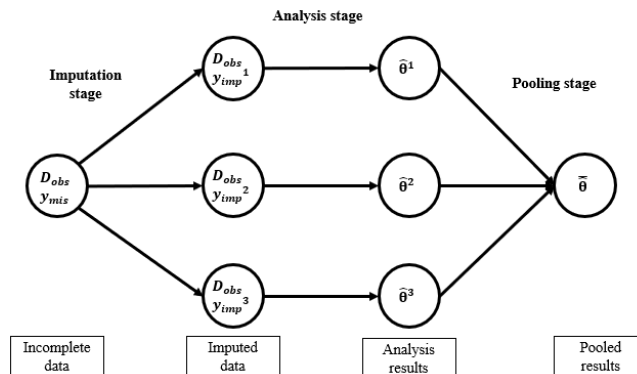 Analysis stage
Imputation
stage
Pooling stage
D_obs
y_mis
D_obs
y_imp^1
θ̂^1
D_obs
y_imp^2
θ̂^2
θ̄̂
D_obs
y_imp^3
θ̂^3
Incomplete
data
Imputed
data
Analysis
results
Pooled
results